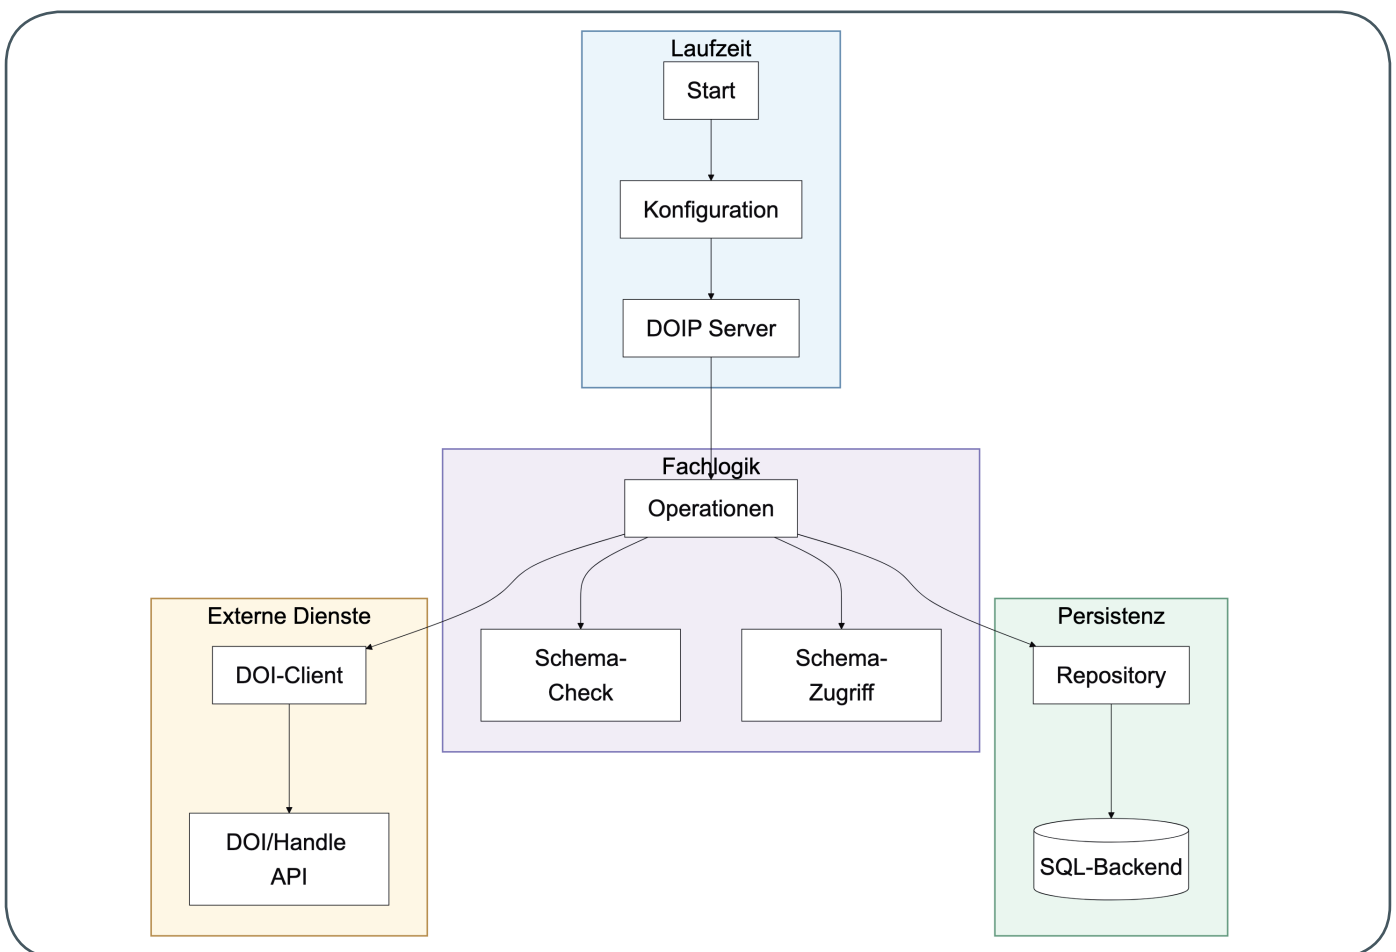 Laufzeit
Start
Konfiguration
DOIP Server
Fachlogik
Operationen
Externe Dienste
DOI-Client
DOI/Handle
API
Schema-
Check
Schema-
Zugriff
Persistenz
Repository
SQL-Backend